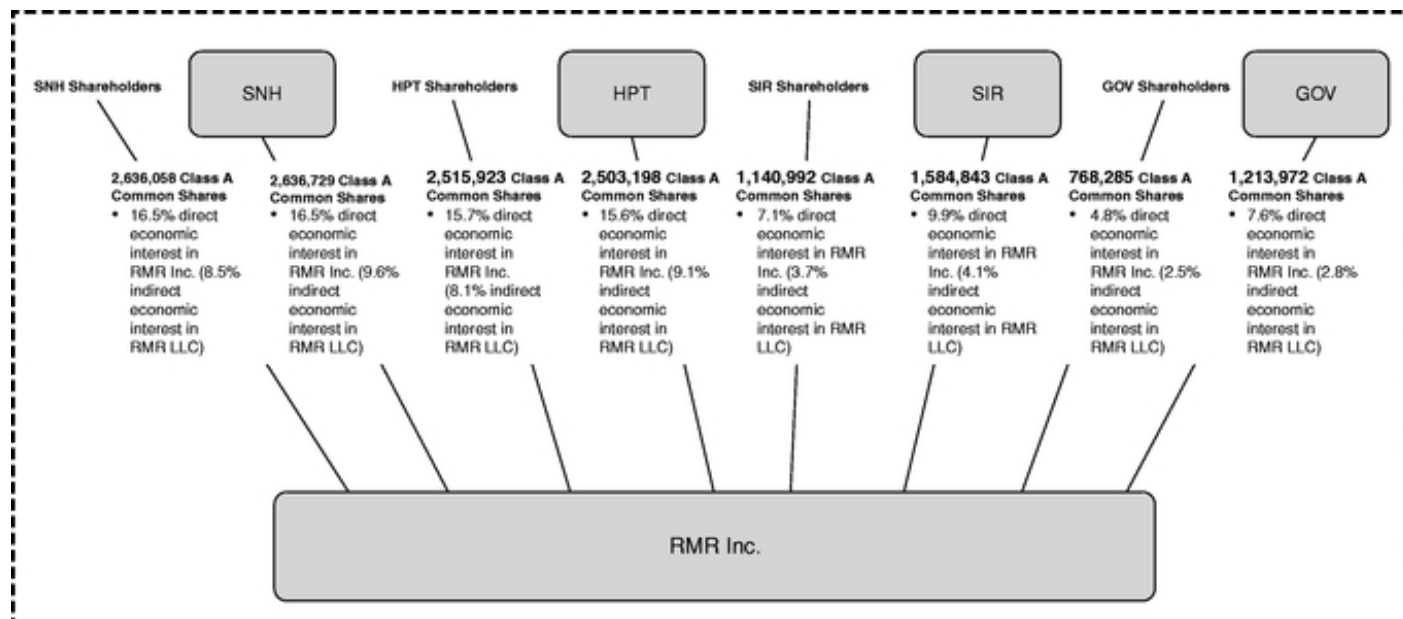 SNH Shareholders
SNH
HPT Shareholders
HPT
SIR Shareholders
SIR
GOV Shareholders
GOV
2,636,058 Class A
Common Shares
• 16.5% direct
economic
interest in
RMR Inc. (8.5%
indirect
economic
interest in
RMR LLC)
2,636,729 Class A
Common Shares
• 16.5% direct
economic
interest in
RMR Inc. (9.6%
indirect
economic
interest in
RMR LLC)
2,515,923 Class A
Common Shares
• 15.7% direct
economic
interest in
RMR Inc.
(8.1% indirect
economic
interest in
RMR LLC)
2,503,198 Class A
Common Shares
• 15.6% direct
economic
interest in
RMR Inc. (9.1%
indirect
economic
interest in
RMR LLC)
1,140,992 Class A
Common Shares
• 7.1% direct
economic
interest in RMR
Inc. (3.7%
indirect
economic
interest in RMR
LLC)
1,584,843 Class A
Common Shares
• 9.9% direct
economic
interest in RMR
Inc. (4.1%
indirect
economic
interest in RMR
LLC)
768,285 Class A
Common Shares
• 4.8% direct
economic
interest in
RMR Inc. (2.5%
indirect
economic
interest in
RMR LLC)
1,213,972 Class A
Common Shares
• 7.6% direct
economic
interest in
RMR Inc. (2.8%
indirect
economic
interest in
RMR LLC)
RMR Inc.